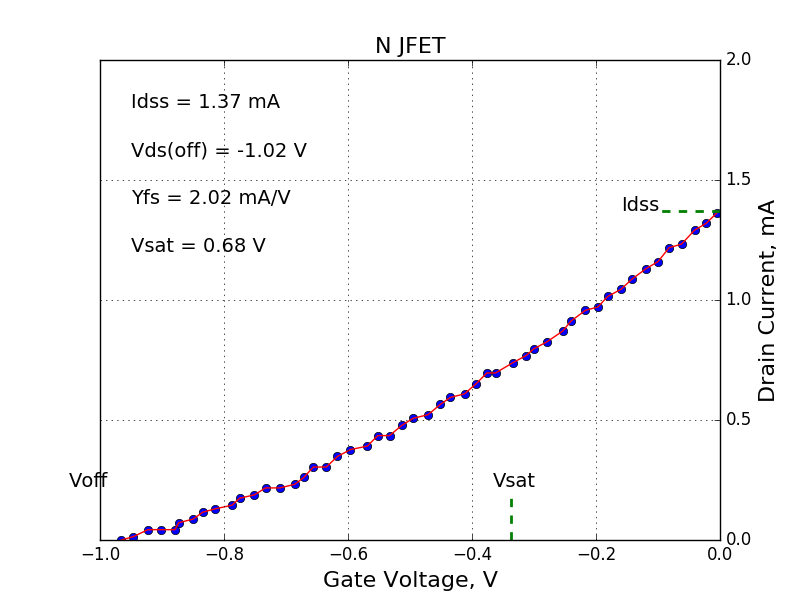 N JFET
2.0
Idss = 1.37 mA
Vds(off) = -1.02 V
1.5
Yfs = 2.02 mA/V
Idss
Vsat = 0.68 V
1.0
Drain Current, mA
0.5
Voff
Vsat
0.0
−1.0 −0.8 −0.6 −0.4 −0.2 0.0
Gate Voltage, V